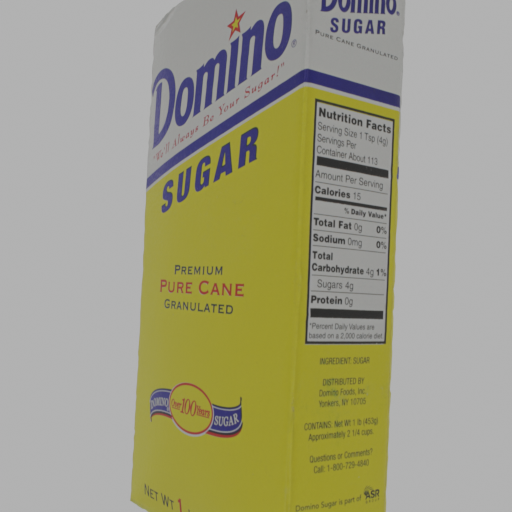 Domino®
"We'll Always Be Your Sugar!"™
SUGAR
PREMIUM
PURE CANE
GRANULATED
DOMINO Over 100 Years SUGAR
NET WT 1
Domino®
SUGAR
PURE CANE GRANULATED
Nutrition Facts
Serving Size 1 Tsp (4g)
Servings Per
Container About 113
Amount Per Serving
Calories 15
% Daily Value*
Total Fat 0g 0%
Sodium 0mg 0%
Total
Carbohydrate 4g 1%
Sugars 4g
Protein 0g
*Percent Daily Values are
based on a 2,000 calorie diet.
INGREDIENT: SUGAR
DISTRIBUTED BY
Domino Foods, Inc.
Yonkers, NY 10705
CONTAINS: Net Wt 1 lb (453g)
Approximately 2 1/4 cups.
Questions or Comments?
Call: 1-800-729-4840
Domino Sugar is part of ASR